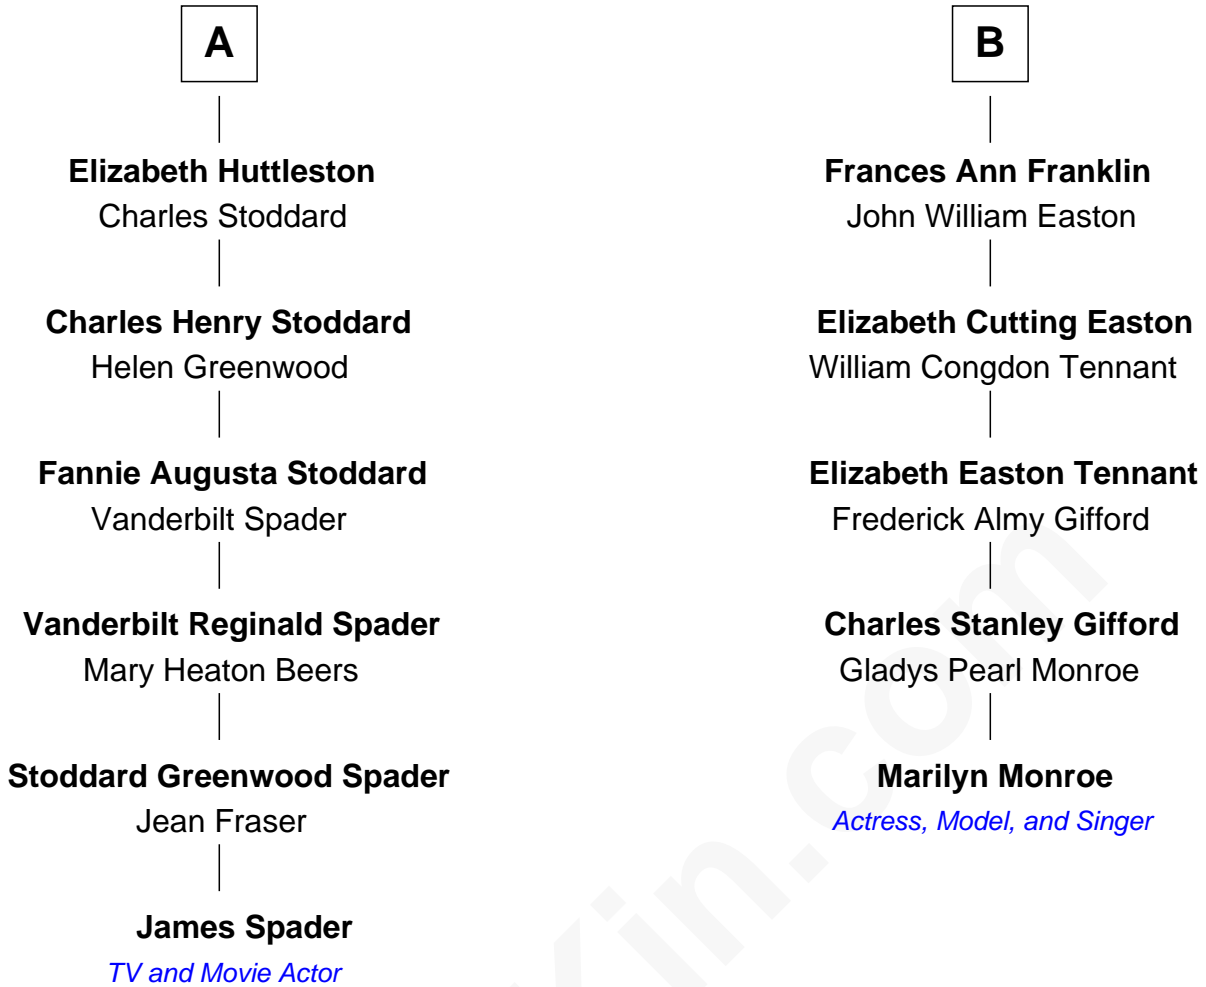 A
Elizabeth Huttleston
Charles Stoddard
Charles Henry Stoddard
Helen Greenwood
Fannie Augusta Stoddard
Vanderbilt Spader
Vanderbilt Reginald Spader
Mary Heaton Beers
Stoddard Greenwood Spader
Jean Fraser
James Spader
TV and Movie Actor
B
Frances Ann Franklin
John William Easton
Elizabeth Cutting Easton
William Congdon Tennant
Elizabeth Easton Tennant
Frederick Almy Gifford
Charles Stanley Gifford
Gladys Pearl Monroe
Marilyn Monroe
Actress, Model, and Singer